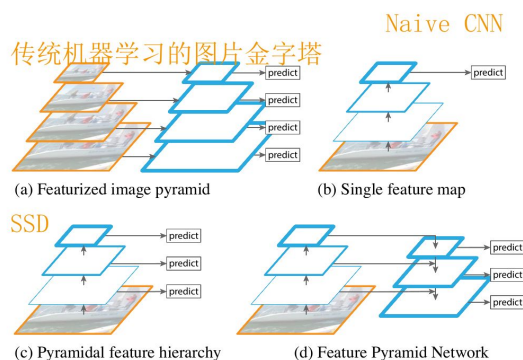 Naive CNN
传统机器学习的图片金字塔
predict
predict
predict
predict
predict
(a) Featurized image pyramid
(b) Single feature map
SSD
predict
predict
predict
predict
predict
predict
(c) Pyramidal feature hierarchy
(d) Feature Pyramid Network